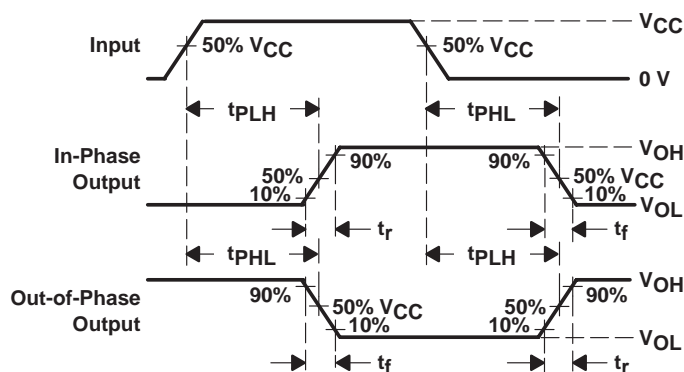 VCC
Input
50% VCC
50% VCC
0 V
tPLH
tPHL
In-Phase
Output
VOH
90%
90%
50%
50% VCC
10%
10%
VOL
tr
tf
tPHL
tPLH
Out-of-Phase
Output
VOH
90%
90%
50% VCC
50%
10%
10%
VOL
tf
tr